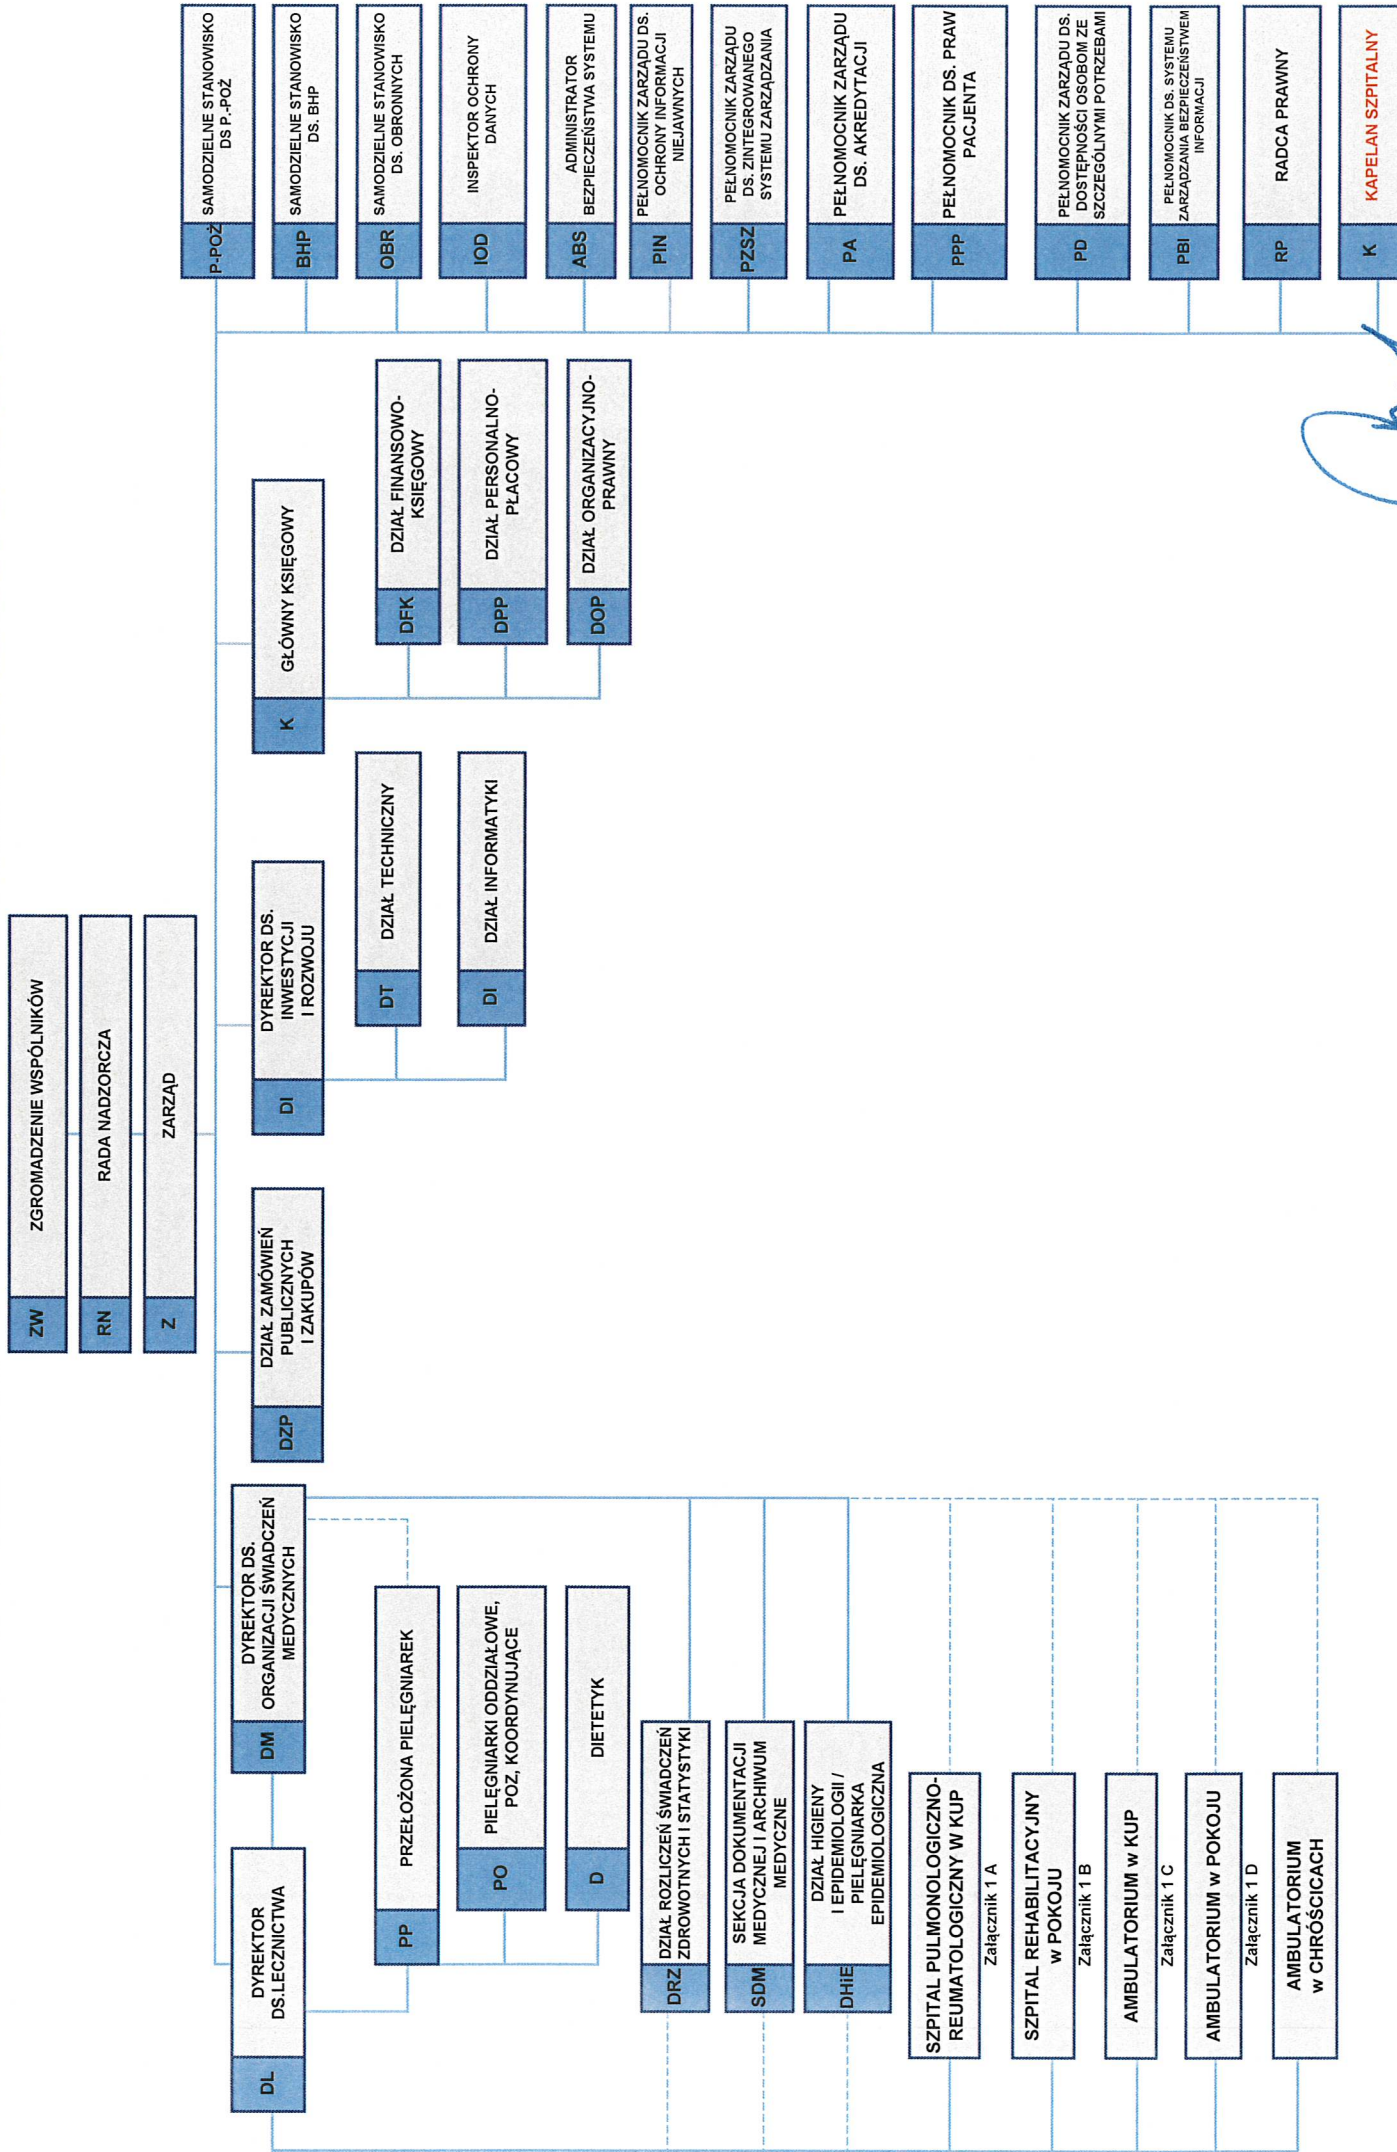 ZW
ZGROMADZENIE WSPÓLNIKÓW
RN
RADA NADZORCZA
Z
ZARZĄD
DL
DYREKTOR
DS.LECZNICTWA
DM
DYREKTOR DS.
ORGANIZACJI ŚWIADCZEŃ
MEDYCZNYCH
DZP
DZIAŁ ZAMÓWIEŃ
PUBLICZNYCH
I ZAKUPÓW
DI
DYREKTOR DS.
INWESTYCJI
I ROZWOJU
K
GŁÓWNY KSIĘGOWY
PP
PRZEŁOŻONA PIELĘGNIAREK
PO
PIELĘGNIARKI ODDZIAŁOWE,
POZ, KOORDYNUJĄCE
D
DIETETYK
DRZ
DZIAŁ ROZLICZEŃ ŚWIADCZEŃ
ZDROWOTNYCH I STATYSTYKI
SDM
SEKCJA DOKUMENTACJI
MEDYCZNEJ I ARCHIWUM
MEDYCZNE
DHiE
DZIAŁ HIGIENY
I EPIDEMIOLOGII /
PIELĘGNIARKA
EPIDEMIOLOGICZNA
SZPITAL PULMONOLOGICZNO-
REUMATOLOGICZNY W KUP
Załącznik 1 A
SZPITAL REHABILITACYJNY
w POKOJU
Załącznik 1 B
AMBULATORIUM w KUP
Załącznik 1 C
AMBULATORIUM w POKOJU
Załącznik 1 D
AMBULATORIUM
w CHRÓŚCICACH
DT
DZIAŁ TECHNICZNY
DI
DZIAŁ INFORMATYKI
DFK
DZIAŁ FINANSOWO-
KSIĘGOWY
DPP
DZIAŁ PERSONALNO-
PŁACOWY
DOP
DZIAŁ ORGANIZACYJNO-
PRAWNY
P-POŻ
SAMODZIELNE STANOWISKO
DS P.-POŻ
BHP
SAMODZIELNE STANOWISKO
DS. BHP
OBR
SAMODZIELNE STANOWISKO
DS. OBRONNYCH
IOD
INSPEKTOR OCHRONY
DANYCH
ABS
ADMINISTRATOR
BEZPIECZEŃSTWA SYSTEMU
PIN
PEŁNOMOCNIK ZARZĄDU DS.
OCHRONY INFORMACJI
NIEJAWNYCH
PZSZ
PEŁNOMOCNIK ZARZĄDU
DS. ZINTEGROWANEGO
SYSTEMU ZARZĄDZANIA
PA
PEŁNOMOCNIK ZARZĄDU
DS. AKREDYTACJI
PPP
PEŁNOMOCNIK DS. PRAW
PACJENTA
PD
PEŁNOMOCNIK ZARZĄDU DS.
DOSTĘPNOŚCI OSOBOM ZE
SZCZEGÓLNYMI POTRZEBAMI
PBI
PEŁNOMOCNIK DS. SYSTEMU
ZARZĄDZANIA BEZPIECZEŃSTWEM
INFORMACJI
RP
RADCA PRAWNY
K
KAPELAN SZPITALNY